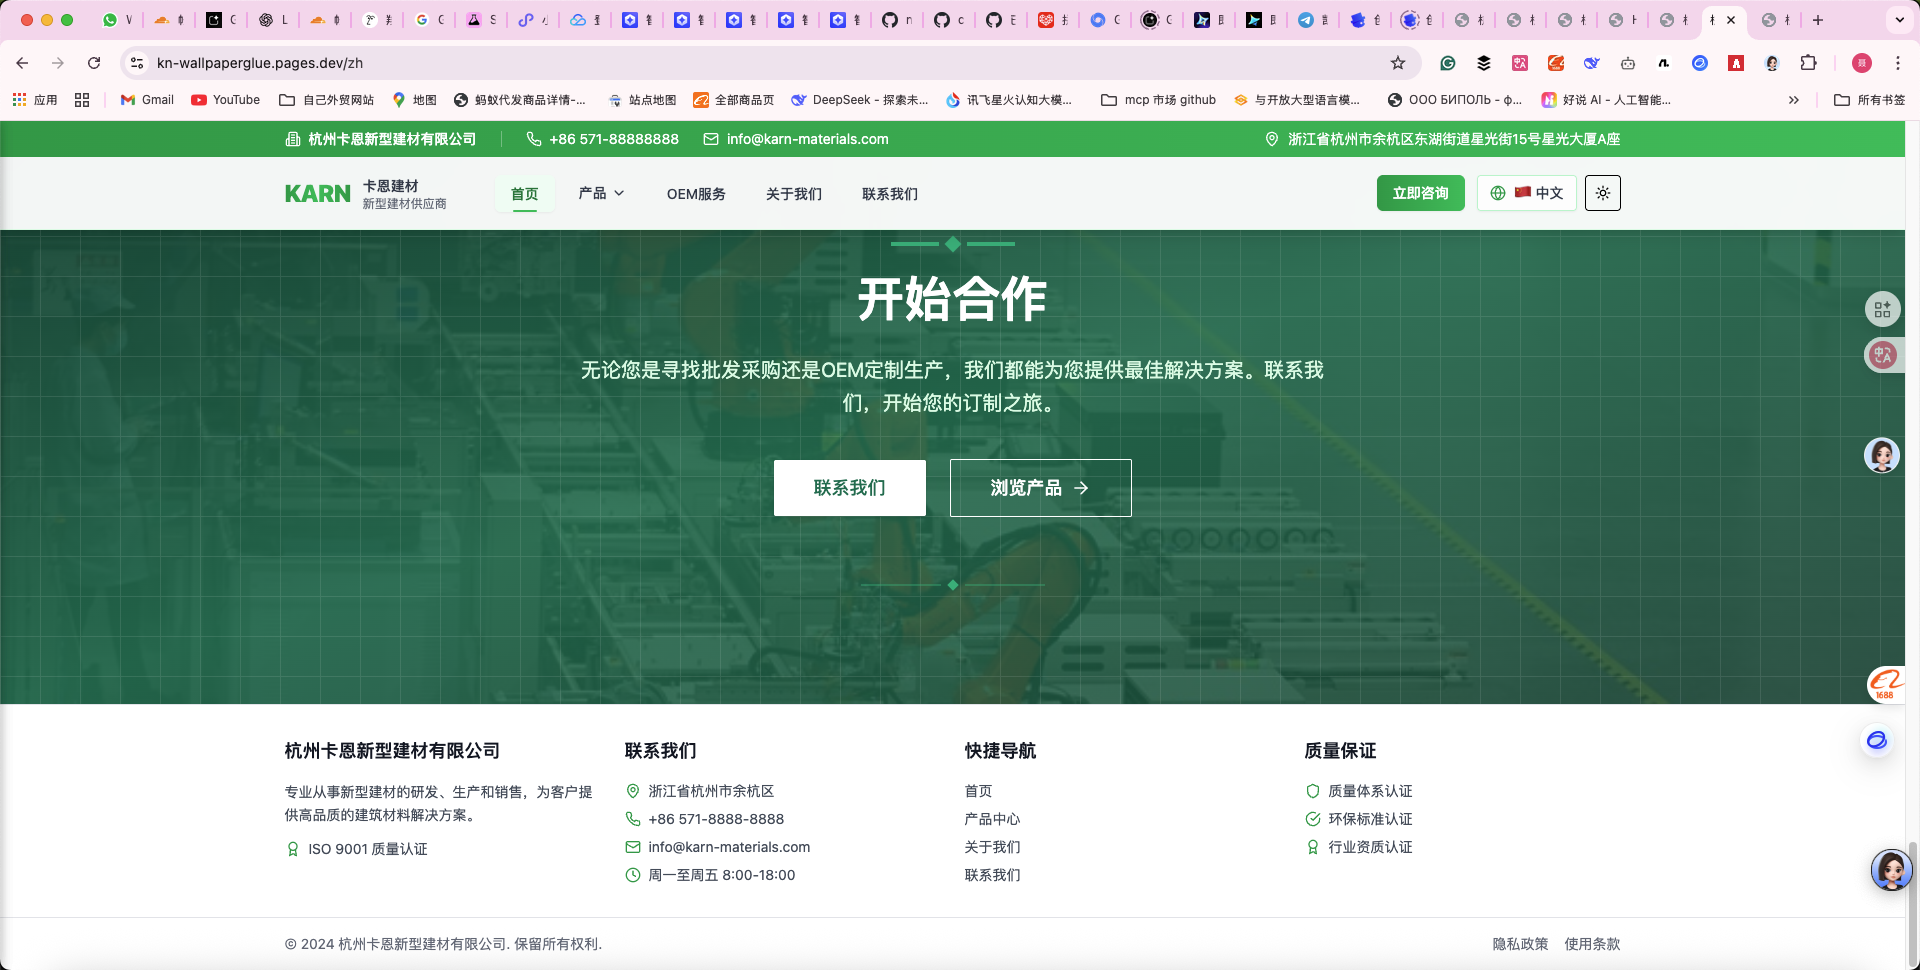 kn-wallpaperglue.pages.dev/zh
应用
Gmail
YouTube
自己外贸网站
地图
蚂蚁代发商品详情-...
站点地图
全部商品页
DeepSeek - 探索未...
讯飞星火认知大模...
mcp 市场 github
与开放大型语言模...
ООО БИПОЛЬ - ф...
好说 AI - 人工智能...
所有书签
杭州卡恩新型建材有限公司
+86 571-88888888
info@karn-materials.com
浙江省杭州市余杭区东湖街道星光街15号星光大厦A座
KARN
卡恩建材
新型建材供应商
首页
产品
OEM服务
关于我们
联系我们
立即咨询
中文
开始合作
无论您是寻找批发采购还是OEM定制生产，我们都能为您提供最佳解决方案。联系我
们，开始您的订制之旅。
联系我们
浏览产品
1688
杭州卡恩新型建材有限公司
专业从事新型建材的研发、生产和销售，为客户提
供高品质的建筑材料解决方案。
ISO 9001 质量认证
联系我们
浙江省杭州市余杭区
+86 571-8888-8888
info@karn-materials.com
周一至周五 8:00-18:00
快捷导航
首页
产品中心
关于我们
联系我们
质量保证
质量体系认证
环保标准认证
行业资质认证
© 2024 杭州卡恩新型建材有限公司. 保留所有权利.
隐私政策
使用条款